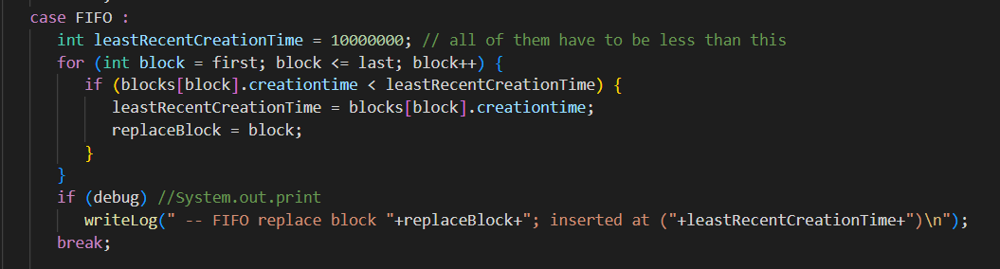 case FIFO :
int leastRecentCreationTime = 10000000; // all of them have to be less than this
for (int block = first; block <= last; block++) {
if (blocks[block].creationtime < leastRecentCreationTime) {
leastRecentCreationTime = blocks[block].creationtime;
replaceBlock = block;
}
}
if (debug) //System.out.print
writeLog(" -- FIFO replace block "+replaceBlock+"; inserted at ("+leastRecentCreationTime+")\n");
break;